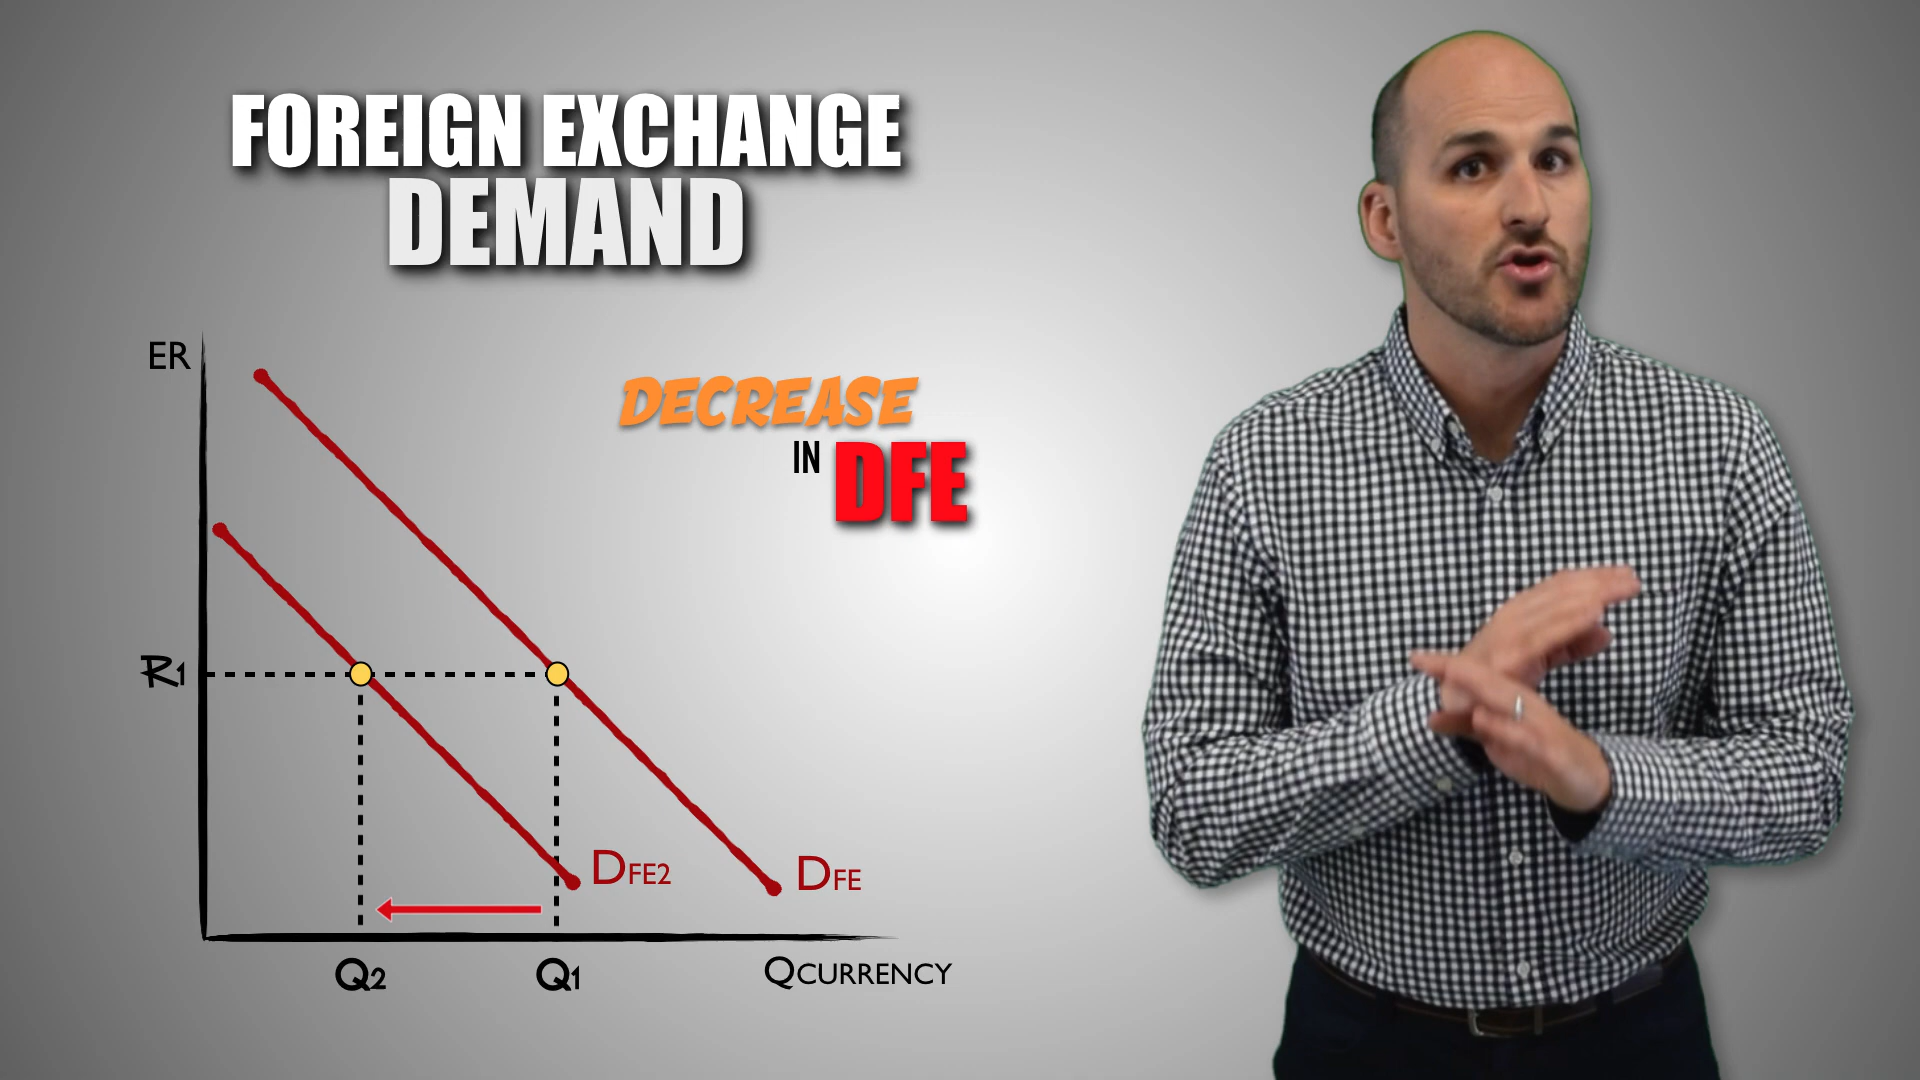 FOREIGN EXCHANGE
DEMAND
ER
DECREASE
IN DFE
R1
DFE2
DFE
Q2
Q1
QCURRENCY